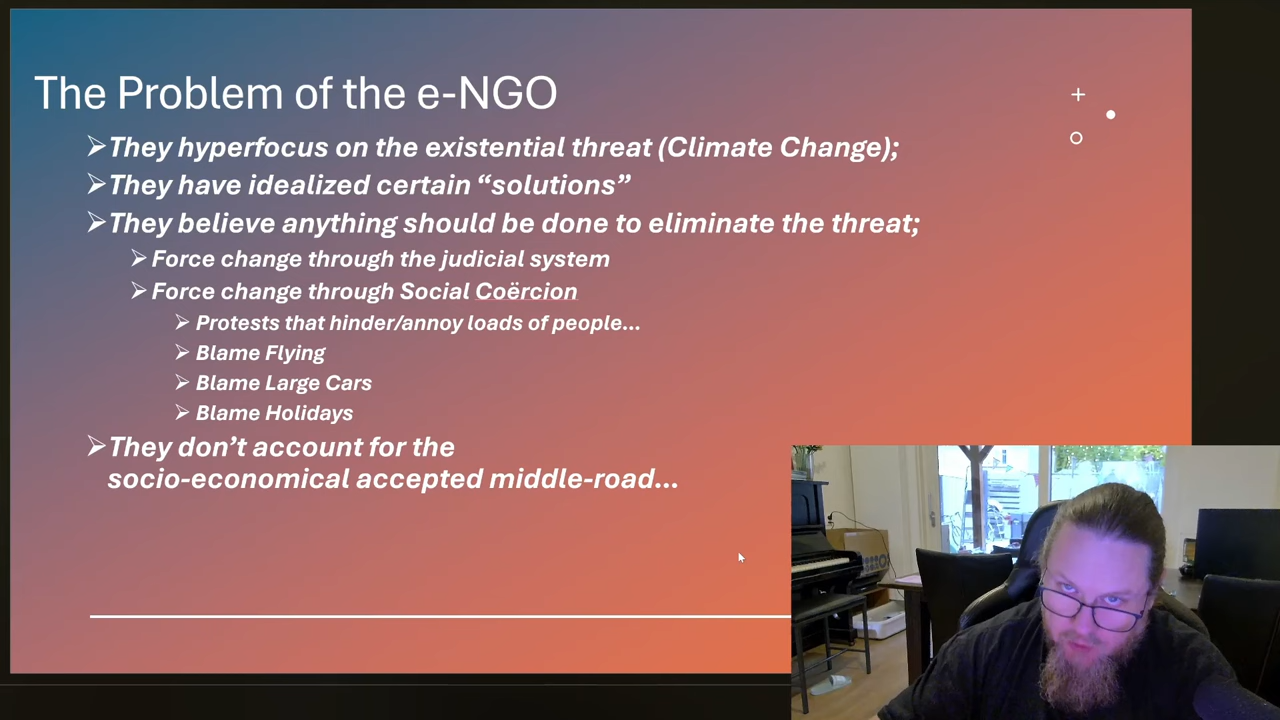 The Problem of the e-NGO
They hyperfocus on the existential threat (Climate Change);
They have idealized certain “solutions”
They believe anything should be done to eliminate the threat;
Force change through the judicial system
Force change through Social Coërcion
Protests that hinder/annoy loads of people...
Blame Flying
Blame Large Cars
Blame Holidays
They don’t account for the
socio-economical accepted middle-road...